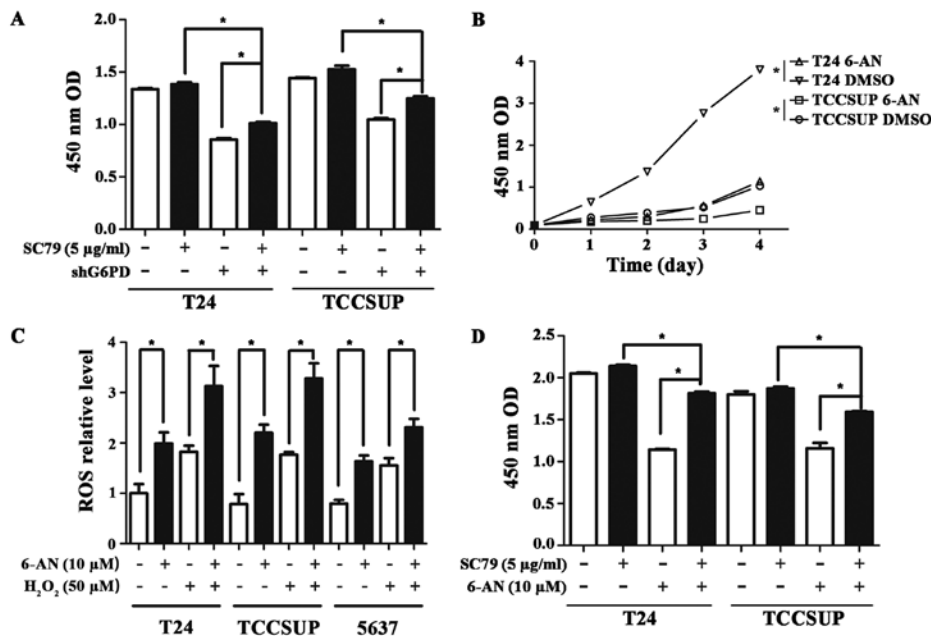 A
450 nm OD
2.0
1.5
1.0
0.5
0.0
* * * *
SC79 (5 μg/ml) - + - + - + - +
shG6PD - - + + - - + +
T24 TCCSUP
B
450 nm OD
4
3
2
1
0
0 1 2 3 4
Time (day)
T24 6-AN
* T24 DMSO
TCCSUP 6-AN
* TCCSUP DMSO
C
ROS relative level
4
3
2
1
0
* * * * * *
6-AN (10 μM) - + - + - + - + - + - +
H₂O₂ (50 μM) - - + + - - + + - - + +
T24 TCCSUP 5637
D
450 nm OD
2.5
2.0
1.5
1.0
0.5
0.0
* * * *
SC79 (5 μg/ml) - + - + - + - +
6-AN (10 μM) - - + + - - + +
T24 TCCSUP